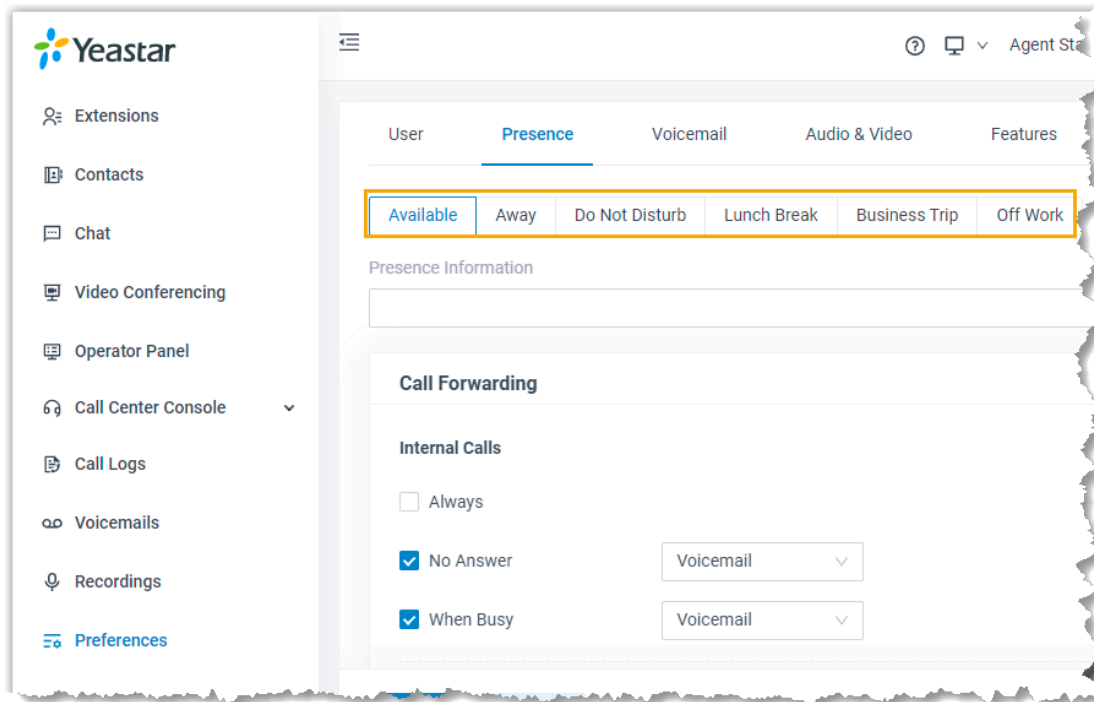 Yeastar
Agent Sta
Extensions
Contacts
Chat
Video Conferencing
Operator Panel
Call Center Console
Call Logs
Voicemails
Recordings
Preferences
User Presence Voicemail Audio & Video Features
Available Away Do Not Disturb Lunch Break Business Trip Off Work
Presence Information
Call Forwarding
Internal Calls
Always
No Answer Voicemail
When Busy Voicemail